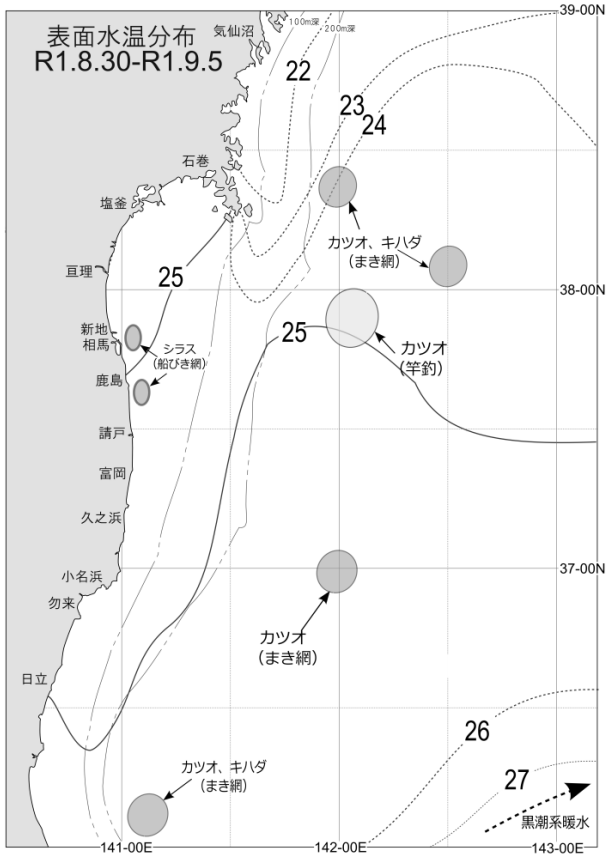 表面水温分布
R1.8.30-R1.9.5
気仙沼
100m深
200m深
39-00N
22
23
24
石巻
塩釜
カツオ、キハダ
(まき網)
亘理
25
38-00N
新地
相馬
シラス
(船びき網)
25
カツオ
(竿釣)
鹿島
請戸
富岡
久之浜
37-00N
小名浜
勿来
カツオ
(まき網)
日立
26
カツオ、キハダ
(まき網)
27
黒潮系暖水
141-00E
142-00E
143-00E